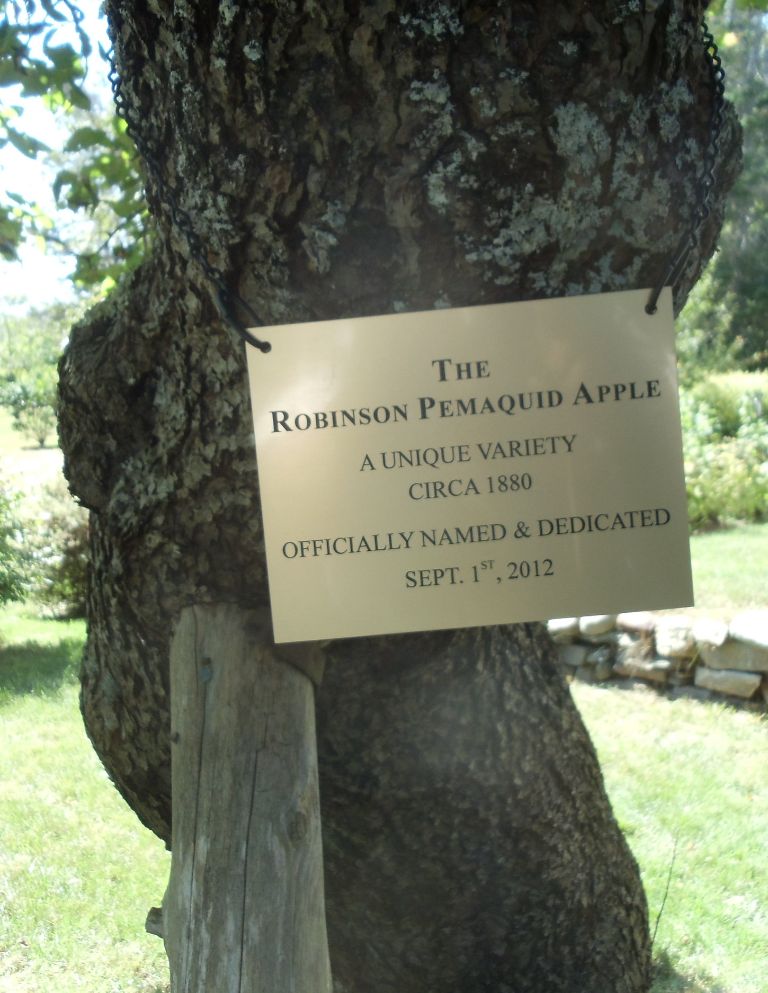 THE
ROBINSON PEMAQUID APPLE
A UNIQUE VARIETY
CIRCA 1880
OFFICIALLY NAMED & DEDICATED
SEPT. 1ST, 2012